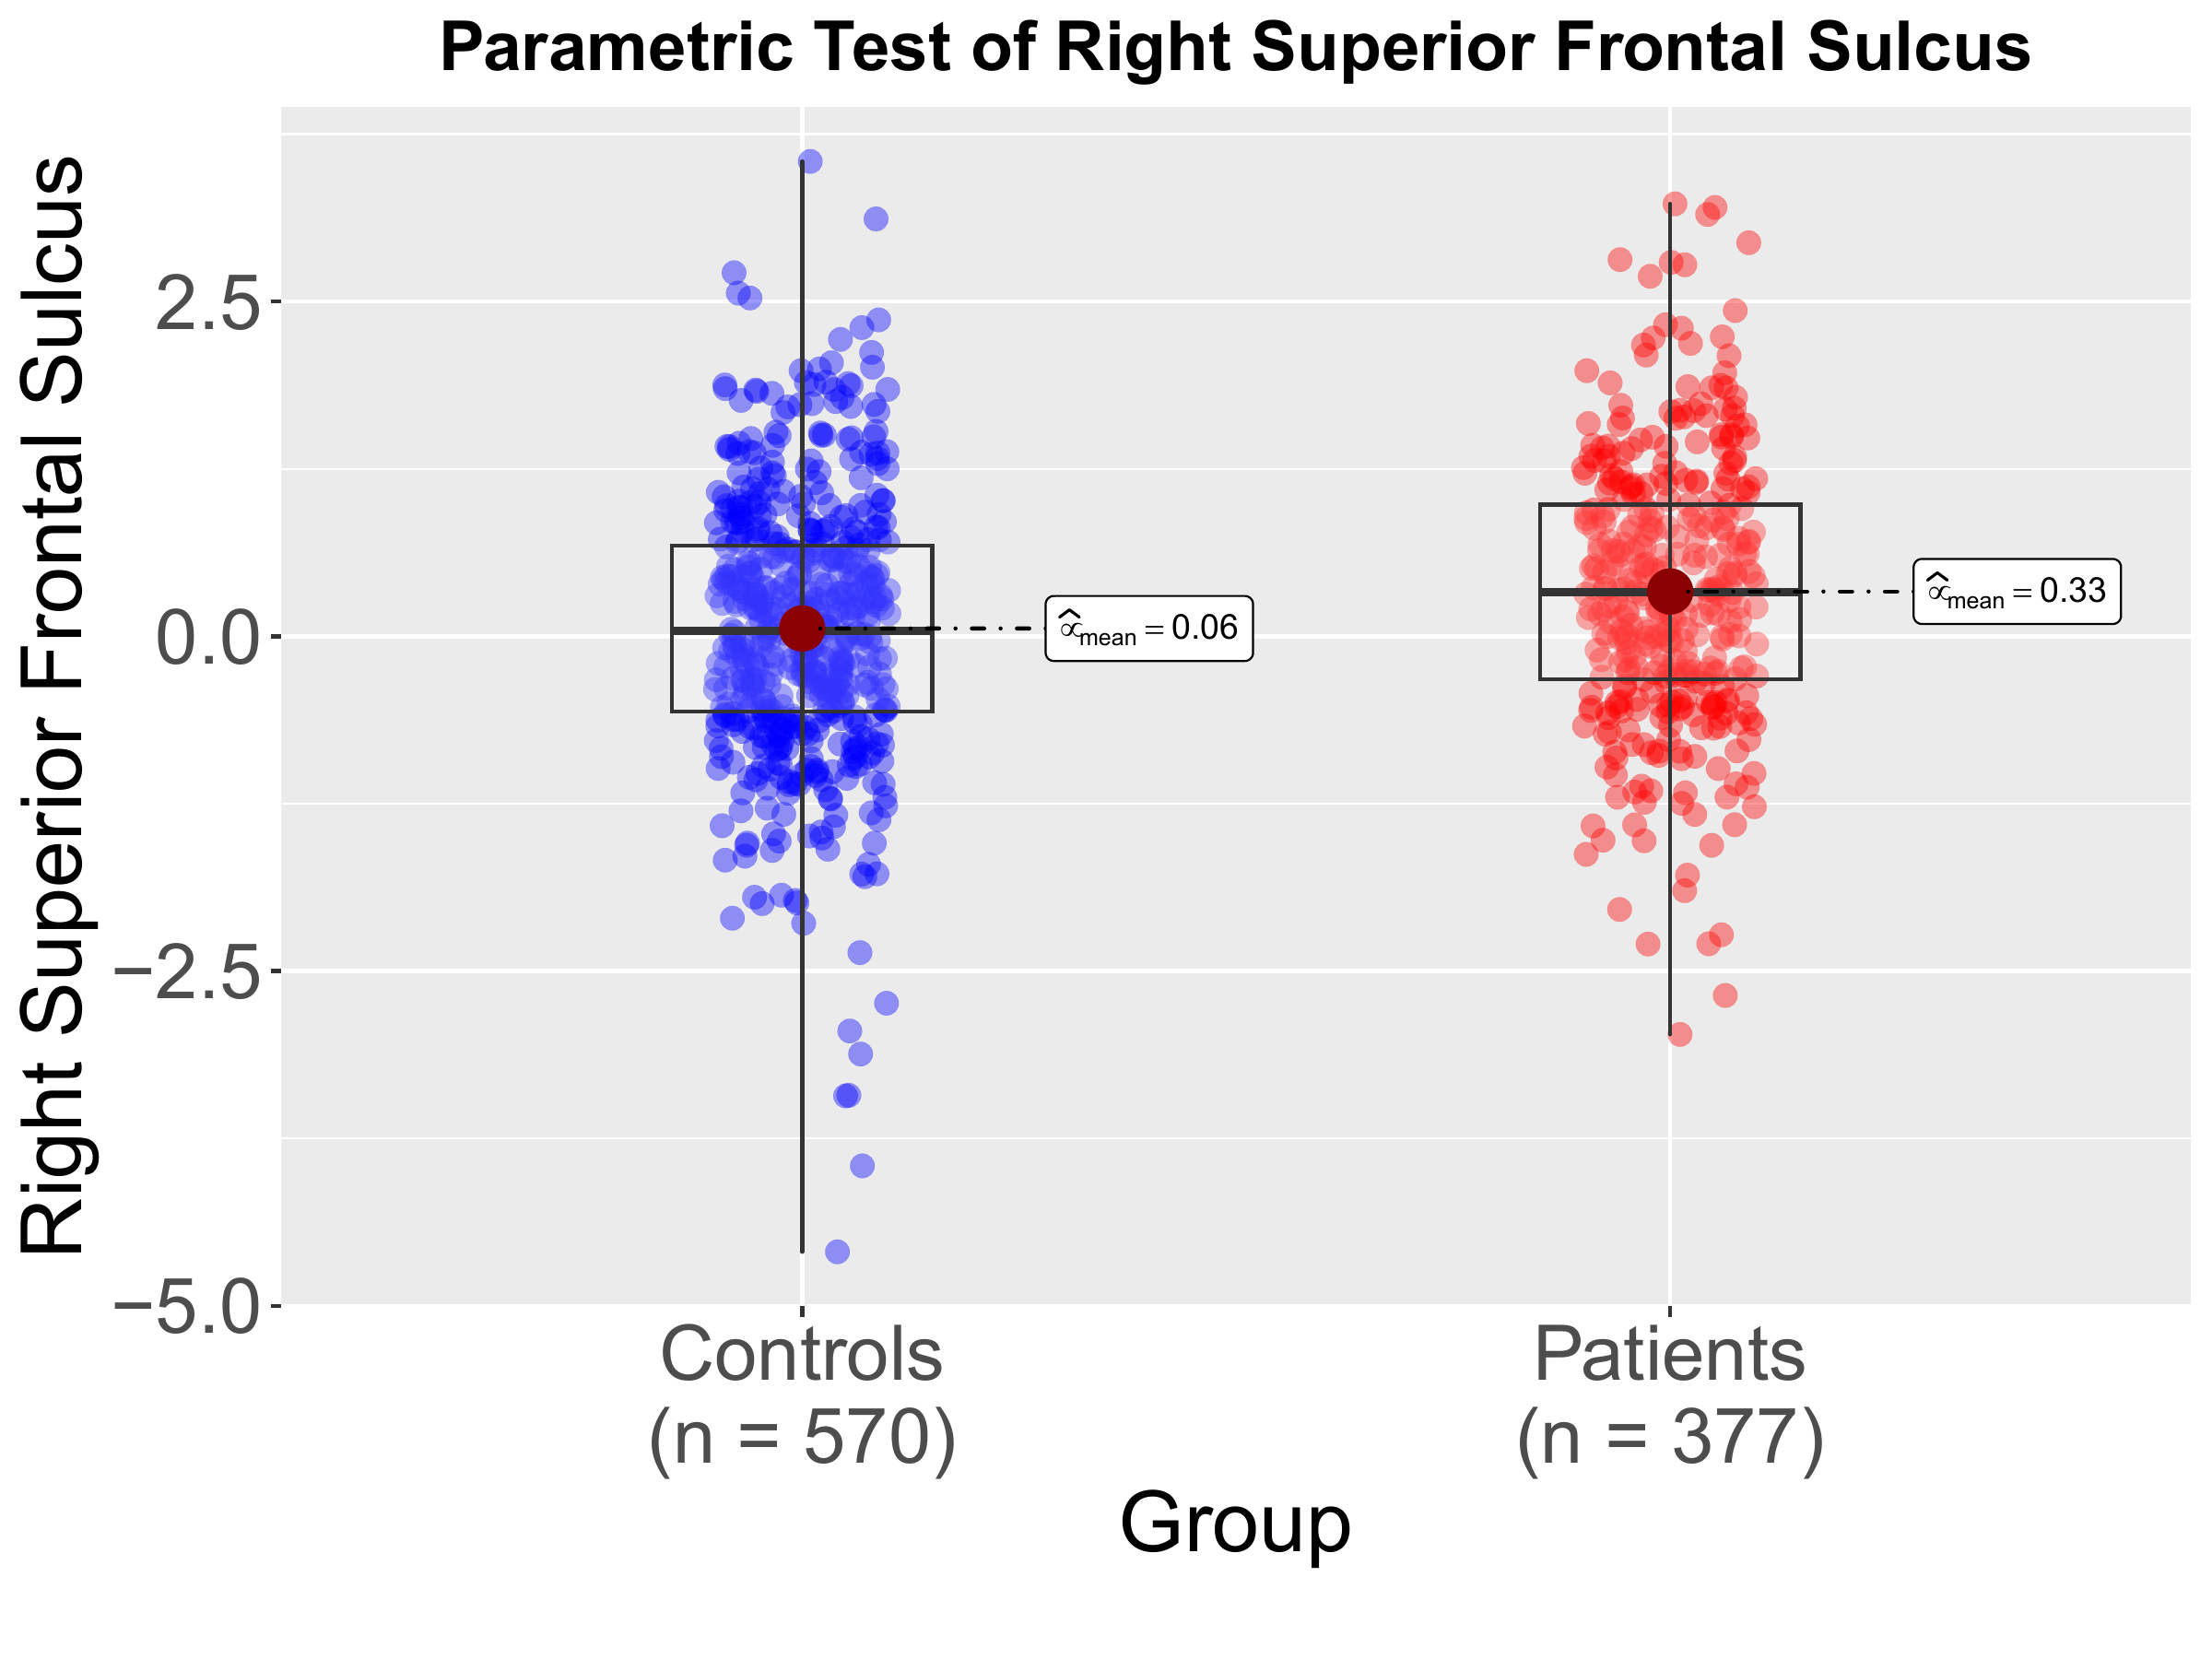 Parametric Test of Right Superior Frontal Sulcus
Right Superior Frontal Sulcus
2.5
0.0
−2.5
−5.0
∝̂mean = 0.06
∝̂mean = 0.33
Controls
(n = 570)
Patients
(n = 377)
Group